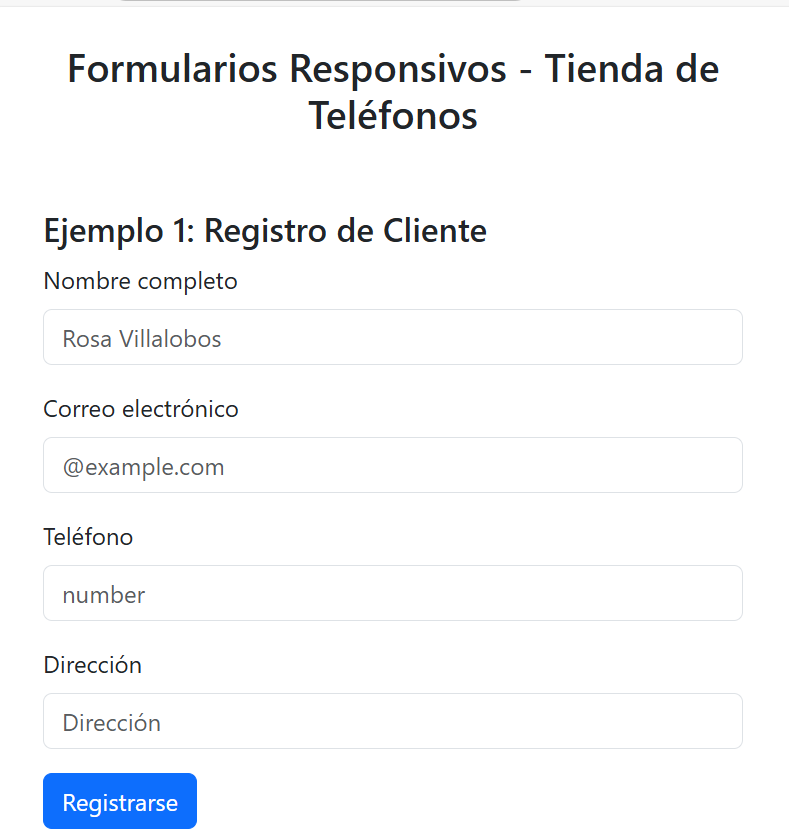 Formularios Responsivos - Tienda de
Teléfonos
Ejemplo 1: Registro de Cliente
Nombre completo
Rosa Villalobos
Correo electrónico
@example.com
Teléfono
number
Dirección
Dirección
Registrarse